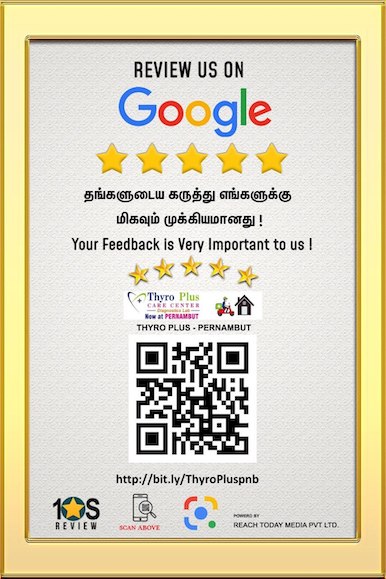 REVIEW US ON
Google
தங்களுடைய கருத்து எங்களுக்கு
மிகவும் முக்கியமானது !
Your Feedback is Very Important to us !
Thyro Plus
CARE CENTER
Diagnostics Lab
Now at PERNAMBUT
THYRO PLUS - PERNAMBUT
http://bit.ly/ThyroPluspnb
10S
REVIEW
SCAN ABOVE
POWERED BY
REACH TODAY MEDIA PVT LTD.